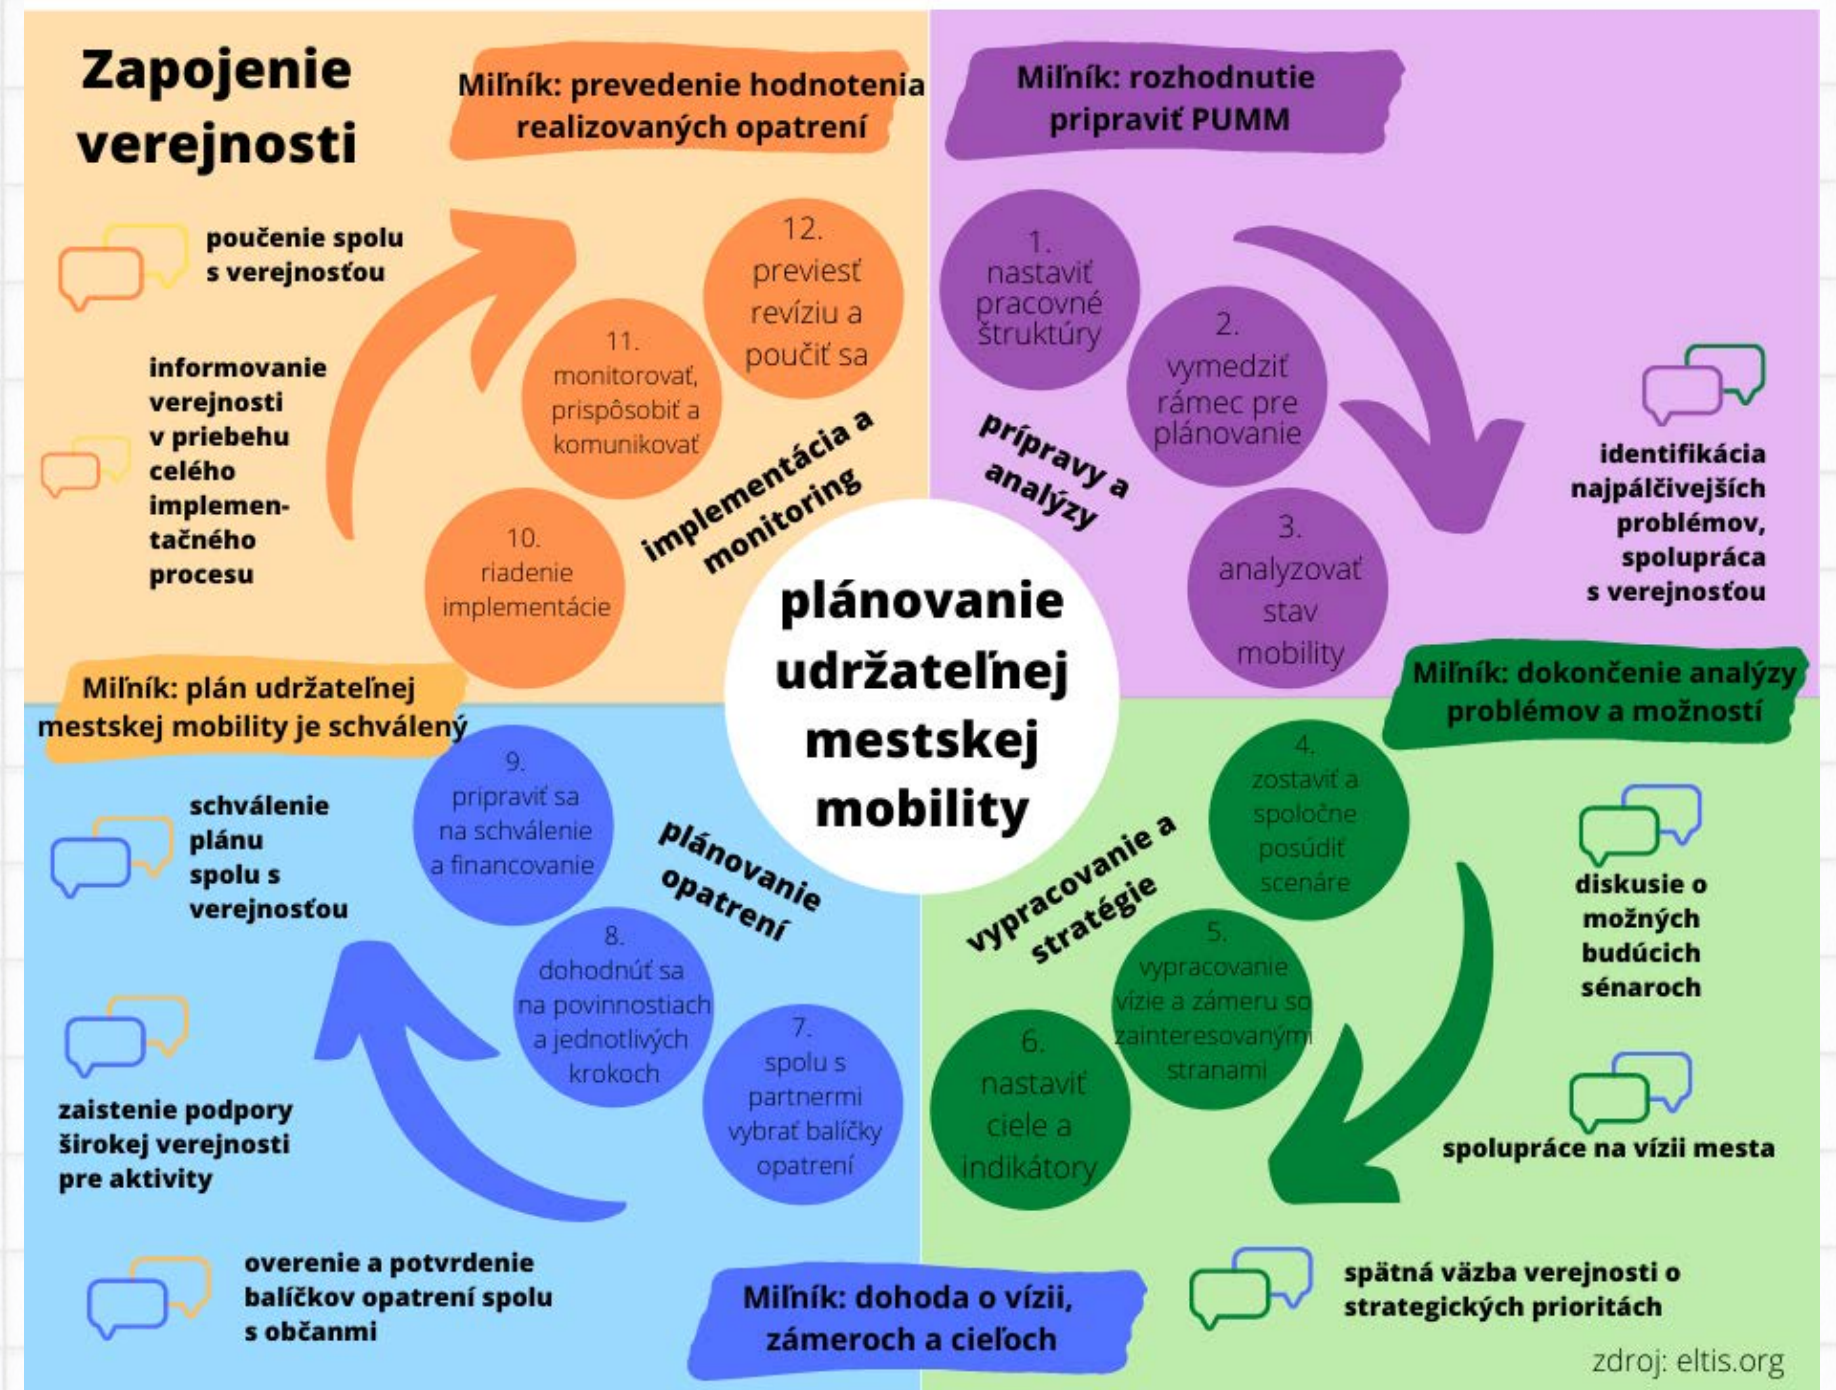 Zapojenie
verejnosti
Míľnik: prevedenie hodnotenia
realizovaných opatrení
poučenie spolu
s verejnosťou
informovanie
verejnosti
v priebehu
celého
implemen-
tačného
procesu
12.
previesť
revíziu a
poučiť sa
11.
monitorovať,
prispôsobiť a
komunikovať
10.
riadenie
implementácie
implementácia a
monitoring
Míľnik: rozhodnutie
pripraviť PUMM
1.
nastaviť
pracovné
štruktúry
2.
vymedziť
rámec pre
plánovanie
3.
analyzovať
stav
mobility
prípravy a
analýzy
identifikácia
najpálčivejších
problémov,
spolupráca
s verejnosťou
plánovanie
udržateľnej
mestskej
mobility
Míľnik: dokončenie analýzy
problémov a možností
4.
zostaviť a
spoločne
posúdiť
scenáre
5.
vypracovanie
vízie a zámeru so
zainteresovanými
stranami
6.
nastaviť
ciele a
indikátory
vypracovanie a
stratégie
diskusie o
možných
budúcich
sénaroch
spolupráce na vízii mesta
spätná väzba verejnosti o
strategických prioritách
Míľnik: dohoda o vízii,
zámeroch a cieľoch
7.
spolu s
partnermi
vybrať balíčky
opatrení
8.
dohodnúť sa
na povinnostiach
a jednotlivých
krokoch
9.
pripraviť sa
na schválenie
a financovanie
plánovanie
opatrení
Míľnik: plán udržateľnej
mestskej mobility je schválený
schválenie
plánu
spolu s
verejnosťou
zaistenie podpory
širokej verejnosti
pre aktivity
overenie a potvrdenie
balíčkov opatrení spolu
s občanmi
zdroj: eltis.org